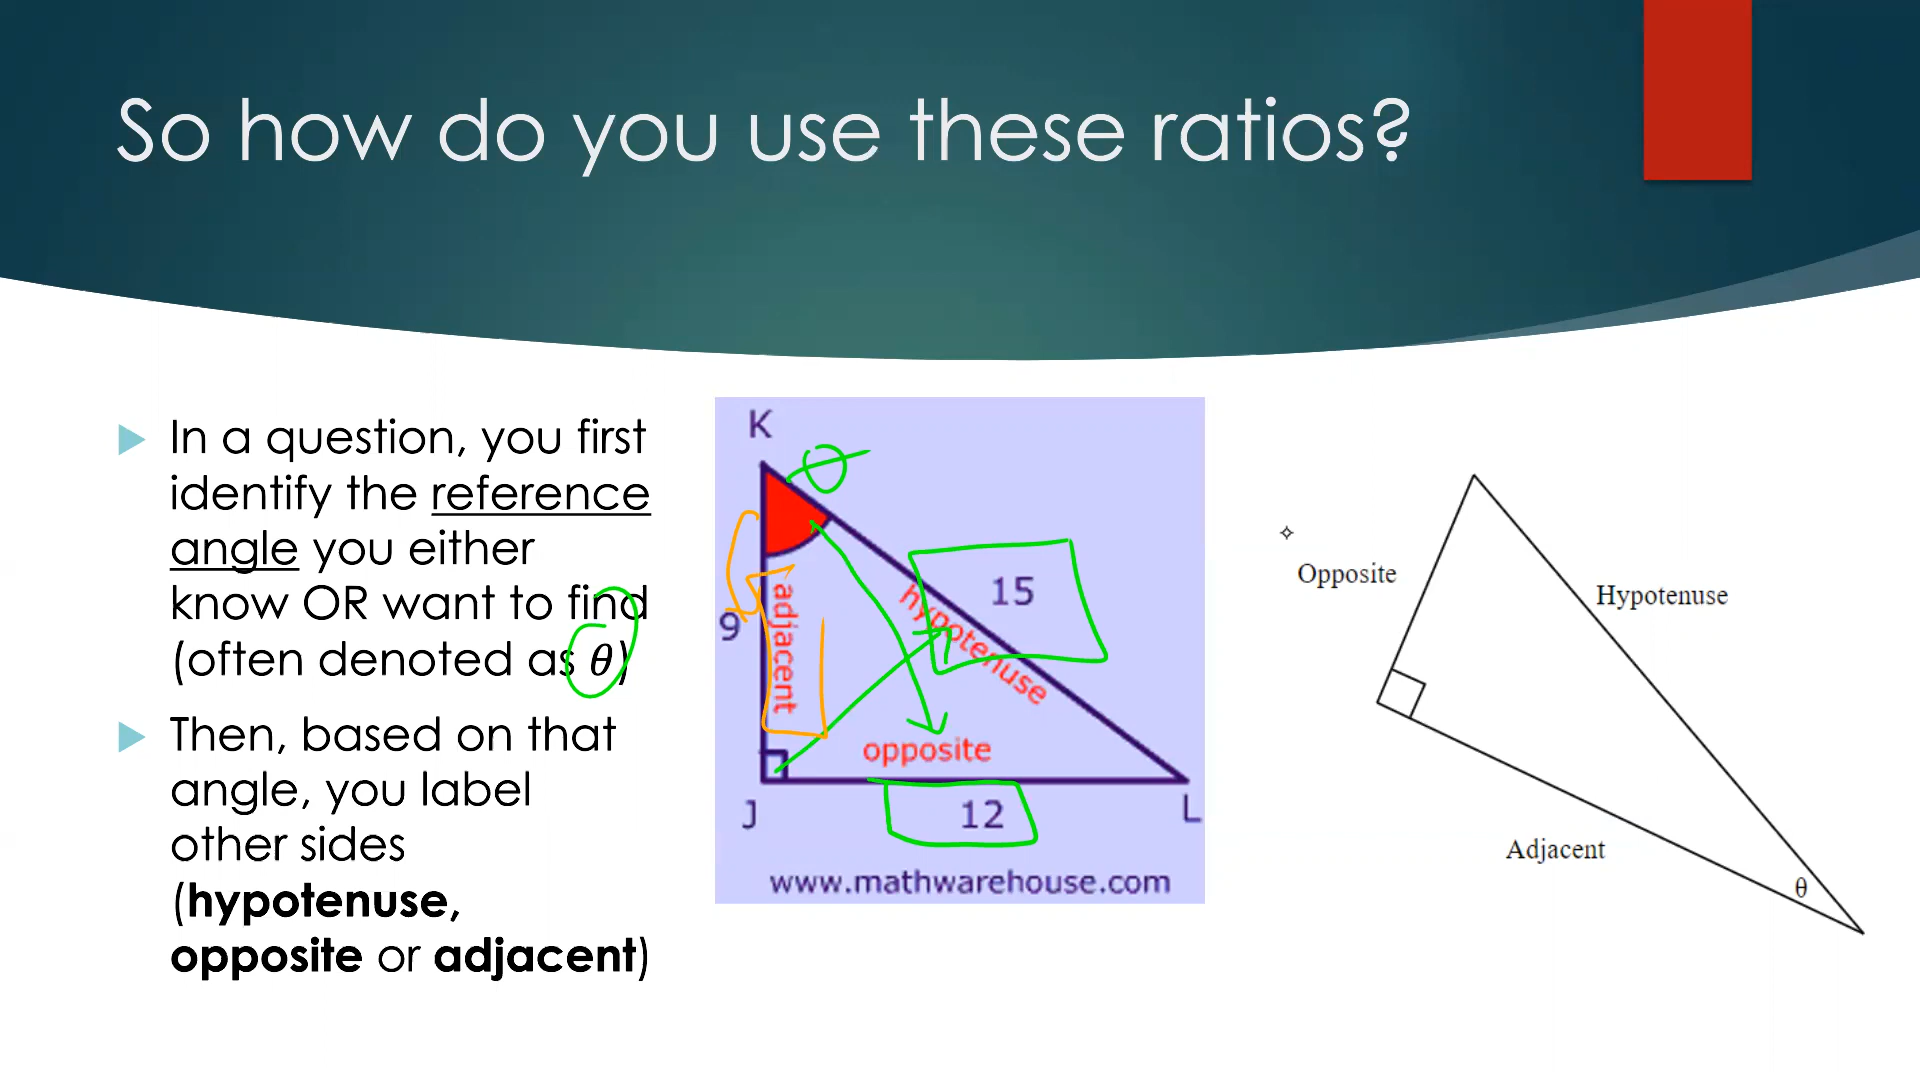 So how do you use these ratios?
In a question, you first
identify the reference
angle you either
know OR want to find
(often denoted as θ)
Then, based on that
angle, you label
other sides
(hypotenuse,
opposite or adjacent)
K
θ
15
hypotenuse
9
adjacent
opposite
J
12
L
www.mathwarehouse.com
Opposite
Hypotenuse
Adjacent
θ